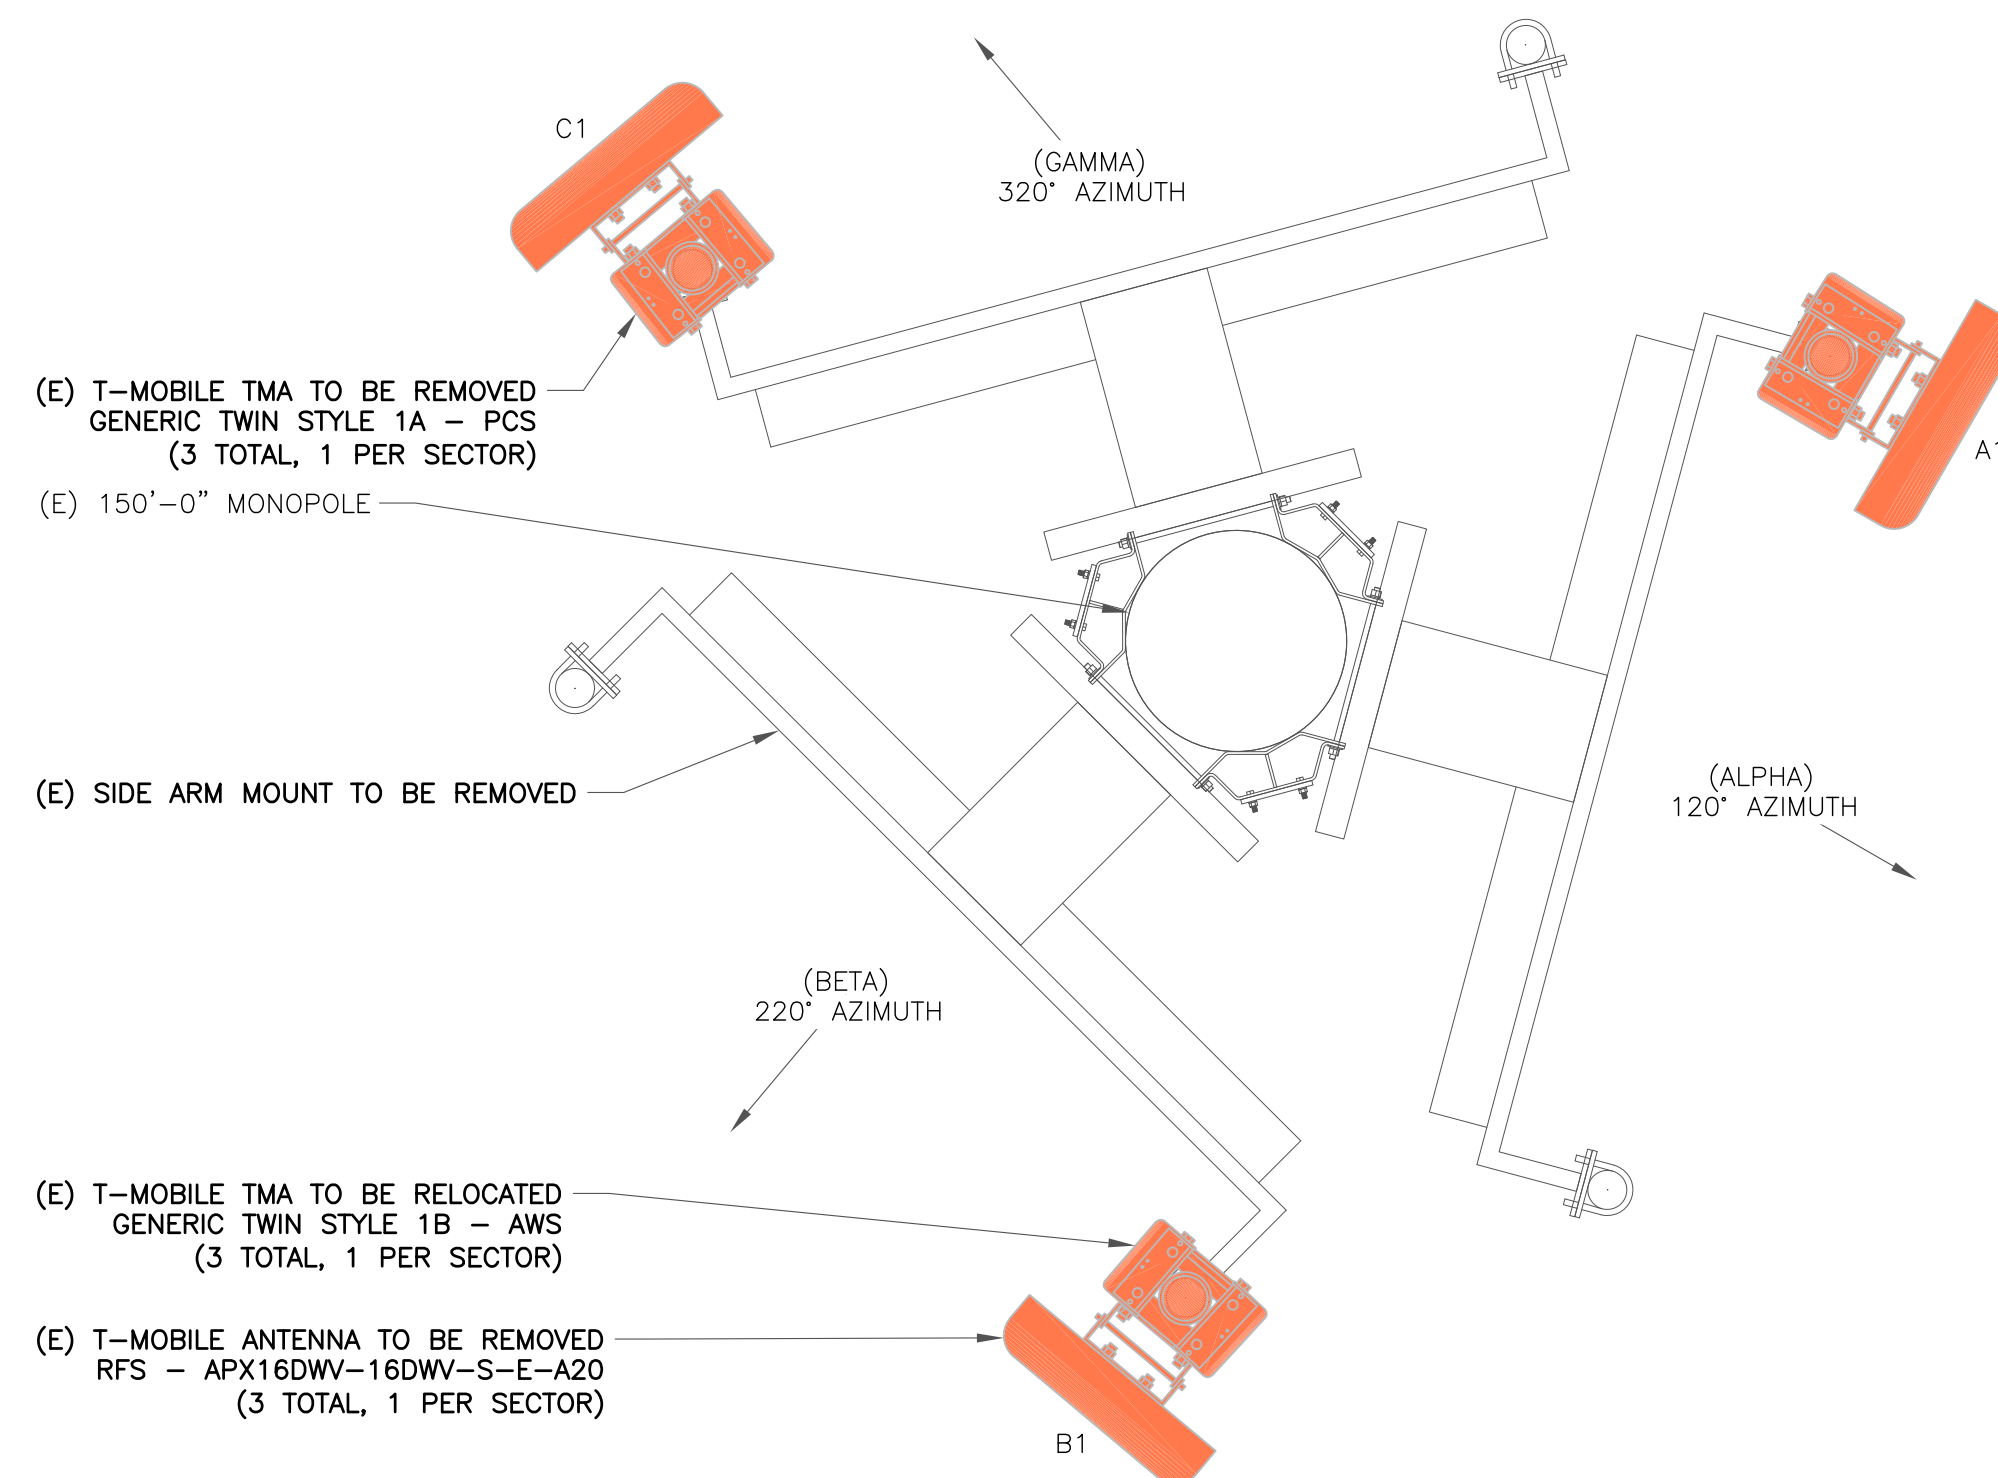 C1
(GAMMA)
320° AZIMUTH
(E) T-MOBILE TMA TO BE REMOVED
GENERIC TWIN STYLE 1A - PCS
(3 TOTAL, 1 PER SECTOR)
(E) 150'-0" MONOPOLE
A1
(E) SIDE ARM MOUNT TO BE REMOVED
(ALPHA)
120° AZIMUTH
(BETA)
220° AZIMUTH
(E) T-MOBILE TMA TO BE RELOCATED
GENERIC TWIN STYLE 1B - AWS
(3 TOTAL, 1 PER SECTOR)
(E) T-MOBILE ANTENNA TO BE REMOVED
RFS - APX16DWV-16DWV-S-E-A20
(3 TOTAL, 1 PER SECTOR)
B1